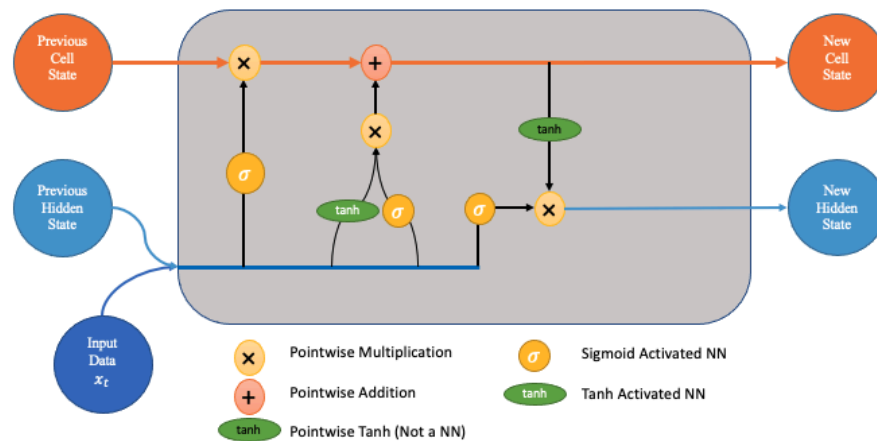 Previous
Cell
State
New
Cell
State
×
+
×
tanh
σ
Previous
Hidden
State
tanh
σ
σ
×
New
Hidden
State
Input
Data
xₜ
× Pointwise Multiplication
σ Sigmoid Activated NN
+ Pointwise Addition
tanh Tanh Activated NN
tanh Pointwise Tanh (Not a NN)